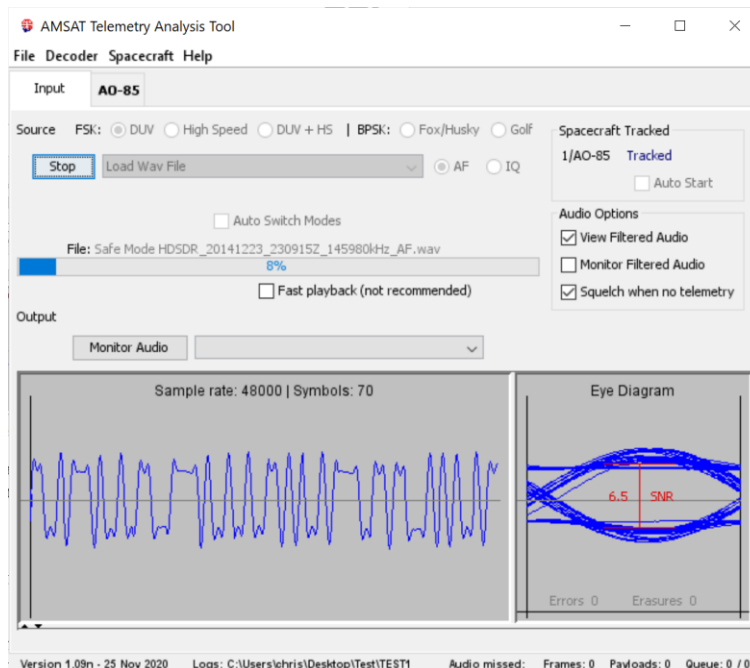 AMSAT Telemetry Analysis Tool
File Decoder Spacecraft Help
Input AO-85
Source FSK: DUV High Speed DUV + HS | BPSK: Fox/Husky Golf
Stop Load Wav File AF IQ
Auto Switch Modes
File: Safe Mode HDSDR_20141223_230915Z_145980kHz_AF.wav
8%
Fast playback (not recommended)
Spacecraft Tracked
1/AO-85 Tracked
Auto Start
Audio Options
View Filtered Audio
Monitor Filtered Audio
Squelch when no telemetry
Output
Monitor Audio
Sample rate: 48000 | Symbols: 70
Eye Diagram
6.5 SNR
Errors 0 Erasures 0
Version 1.09n - 25 Nov 2020 Logs: C:\Users\chris\Desktop\Test\TEST1 Audio missed: Frames: 0 Payloads: 0 Queue: 0 / 0